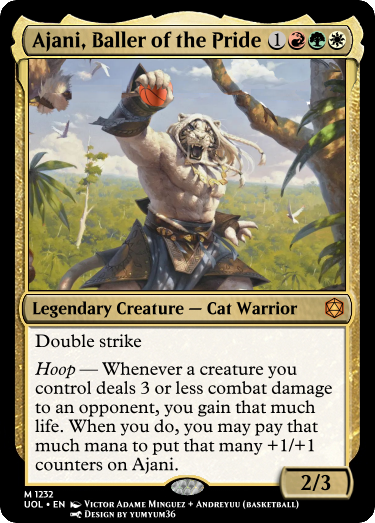 Ajani, Baller of the Pride 1
Legendary Creature — Cat Warrior
Double strike
Hoop — Whenever a creature you
control deals 3 or less combat damage
to an opponent, you gain that much
life. When you do, you may pay that
much mana to put that many +1/+1
counters on Ajani.
2/3
M 1232
UOL • EN Victor Adame Minguez + Andreyuu (basketball)
Design by yumyum36